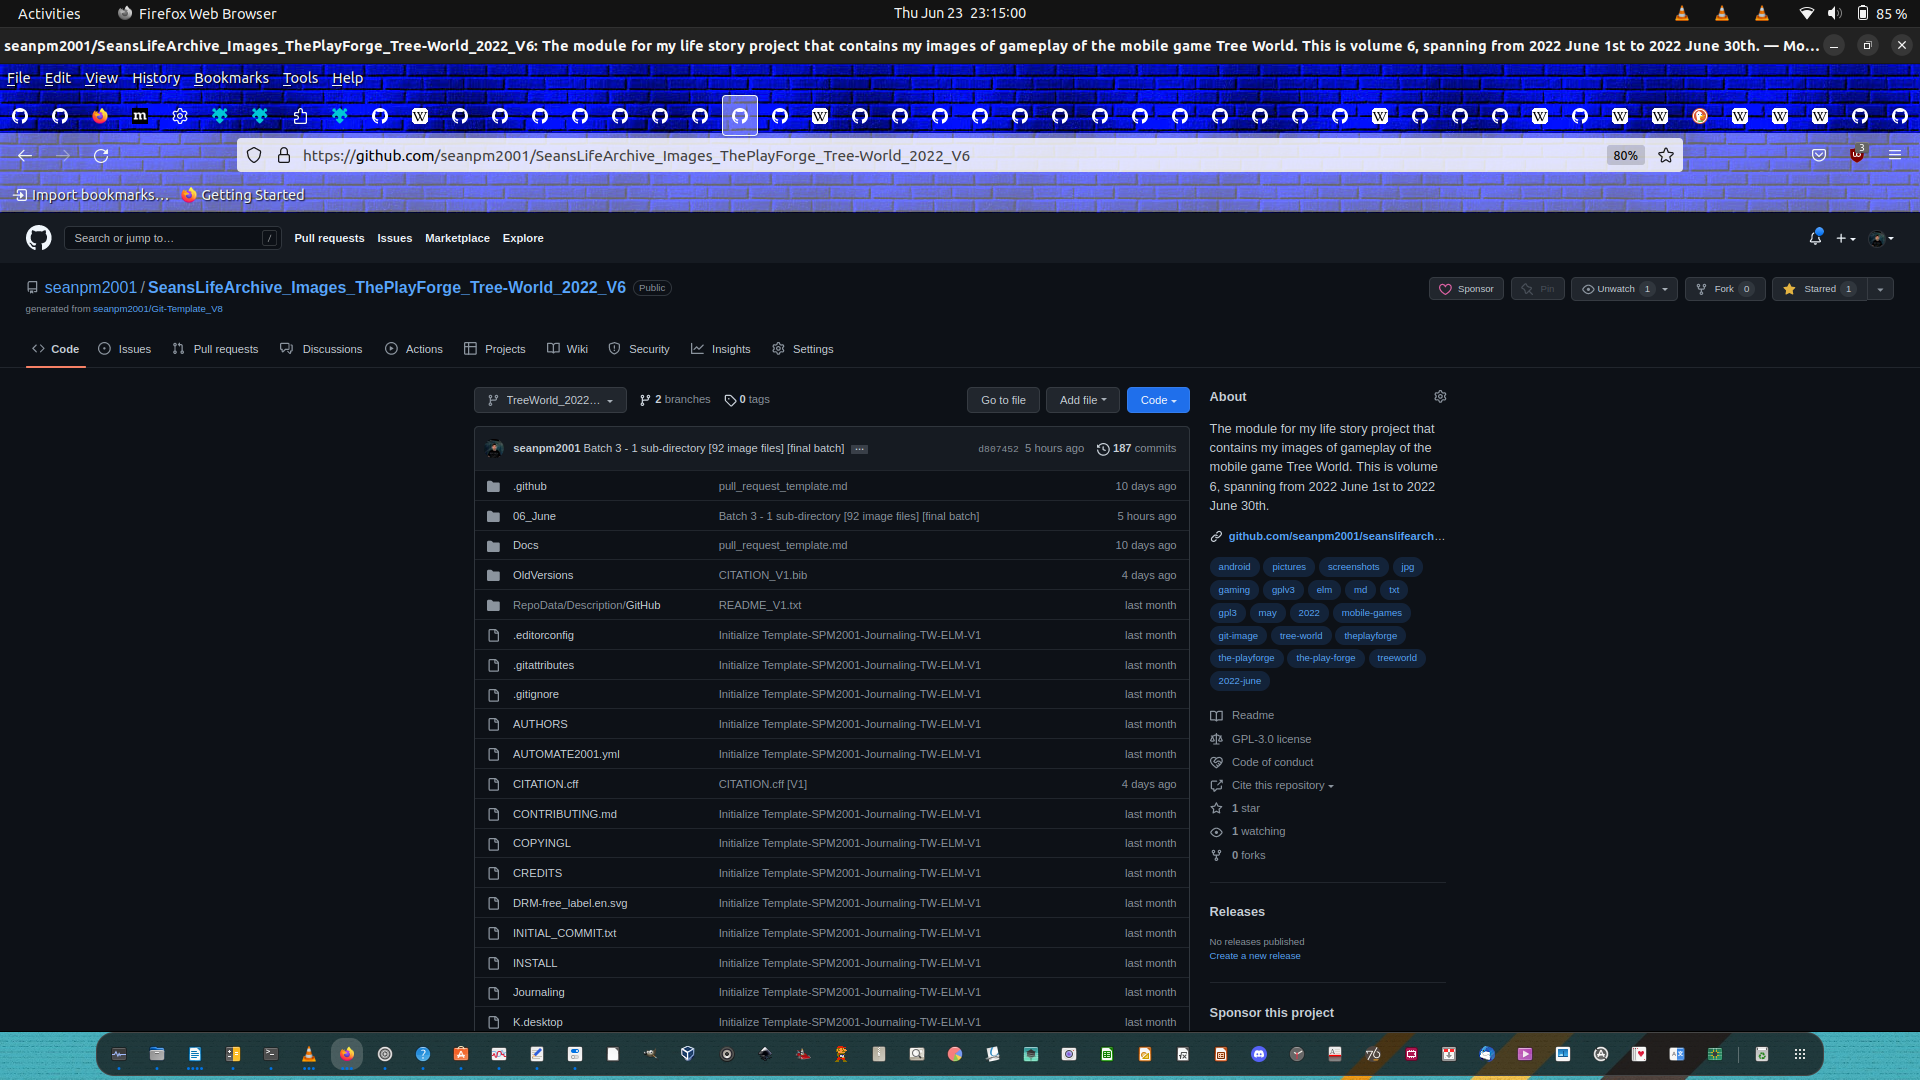 Activities
Firefox Web Browser
Thu Jun 23 23:15:00
85 %
seanpm2001/SeansLifeArchive_Images_ThePlayForge_Tree-World_2022_V6: The module for my life story project that contains my images of gameplay of the mobile game Tree World. This is volume 6, spanning from 2022 June 1st to 2022 June 30th. — Mo...
File Edit View History Bookmarks Tools Help
https://github.com/seanpm2001/SeansLifeArchive_Images_ThePlayForge_Tree-World_2022_V6
80%
3
Import bookmarks...
Getting Started
Search or jump to...
/
Pull requests
Issues
Marketplace
Explore
seanpm2001 / SeansLifeArchive_Images_ThePlayForge_Tree-World_2022_V6
Public
generated from seanpm2001/Git-Template_V8
Sponsor
Pin
Unwatch 1
Fork 0
Starred 1
Code
Issues
Pull requests
Discussions
Actions
Projects
Wiki
Security
Insights
Settings
TreeWorld_2022...
2 branches
0 tags
Go to file
Add file
Code
seanpm2001 Batch 3 - 1 sub-directory [92 image files] [final batch] ...
d807452 5 hours ago
187 commits
.github pull_request_template.md 10 days ago
06_June Batch 3 - 1 sub-directory [92 image files] [final batch] 5 hours ago
Docs pull_request_template.md 10 days ago
OldVersions CITATION_V1.bib 4 days ago
RepoData/Description/GitHub README_V1.txt last month
.editorconfig Initialize Template-SPM2001-Journaling-TW-ELM-V1 last month
.gitattributes Initialize Template-SPM2001-Journaling-TW-ELM-V1 last month
.gitignore Initialize Template-SPM2001-Journaling-TW-ELM-V1 last month
AUTHORS Initialize Template-SPM2001-Journaling-TW-ELM-V1 last month
AUTOMATE2001.yml Initialize Template-SPM2001-Journaling-TW-ELM-V1 last month
CITATION.cff CITATION.cff [V1] 4 days ago
CONTRIBUTING.md Initialize Template-SPM2001-Journaling-TW-ELM-V1 last month
COPYINGL Initialize Template-SPM2001-Journaling-TW-ELM-V1 last month
CREDITS Initialize Template-SPM2001-Journaling-TW-ELM-V1 last month
DRM-free_label.en.svg Initialize Template-SPM2001-Journaling-TW-ELM-V1 last month
INITIAL_COMMIT.txt Initialize Template-SPM2001-Journaling-TW-ELM-V1 last month
INSTALL Initialize Template-SPM2001-Journaling-TW-ELM-V1 last month
Journaling Initialize Template-SPM2001-Journaling-TW-ELM-V1 last month
K.desktop Initialize Template-SPM2001-Journaling-TW-ELM-V1 last month
About
The module for my life story project that
contains my images of gameplay of the
mobile game Tree World. This is volume
6, spanning from 2022 June 1st to 2022
June 30th.
github.com/seanpm2001/seanslifearch...
android pictures screenshots jpg
gaming gplv3 elm md txt
gpl3 may 2022 mobile-games
git-image tree-world theplayforge
the-playforge the-play-forge treeworld
2022-june
Readme
GPL-3.0 license
Code of conduct
Cite this repository
1 star
1 watching
0 forks
Releases
No releases published
Create a new release
Sponsor this project